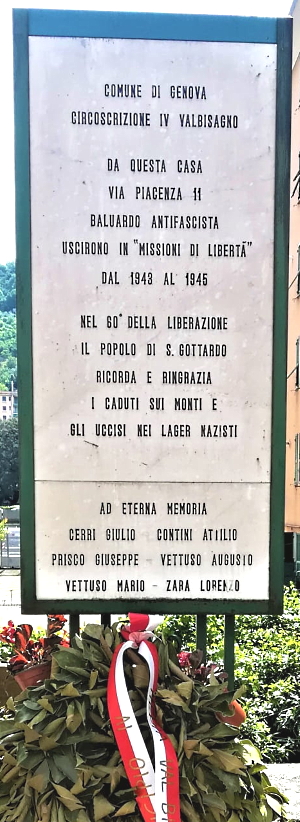 COMUNE DI GENOVA
CIRCOSCRIZIONE IV VALBISAGNO
DA QUESTA CASA
VIA PIACENZA 11
BALUARDO ANTIFASCISTA
USCIRONO IN "MISSIONI DI LIBERTÀ"
DAL 1943 AL 1945
NEL 60° DELLA LIBERAZIONE
IL POPOLO DI S. GOTTARDO
RICORDA E RINGRAZIA
I CADUTI SUI MONTI E
GLI UCCISI NEI LAGER NAZISTI
AD ETERNA MEMORIA
CERRI GIULIO - CONTINI ATTILIO
PRISCO GIUSEPPE - VETTUSO AUGUSTO
VETTUSO MARIO - ZARA LORENZO
VAL